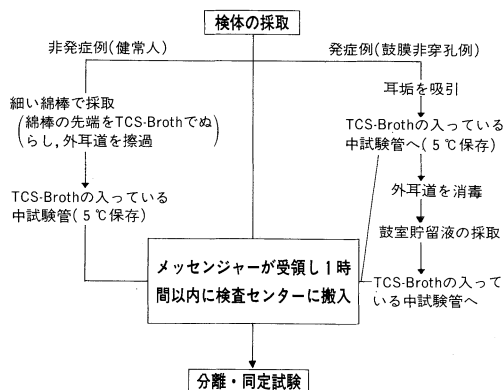 検体の採取
非発症例(健常人)
発症例(鼓膜非穿孔例)
細い綿棒で採取
(綿棒の先端をTCS-Brothでぬ
らし,外耳道を擦過)
TCS-Brothの入っている
中試験管(5℃保存)
耳垢を吸引
TCS-Brothの入っている
中試験管へ(5℃保存)
外耳道を消毒
鼓室貯留液の採取
TCS-Brothの入って
いる中試験管へ
メッセンジャーが受領し1時
間以内に検査センターに搬入
分離・同定試験